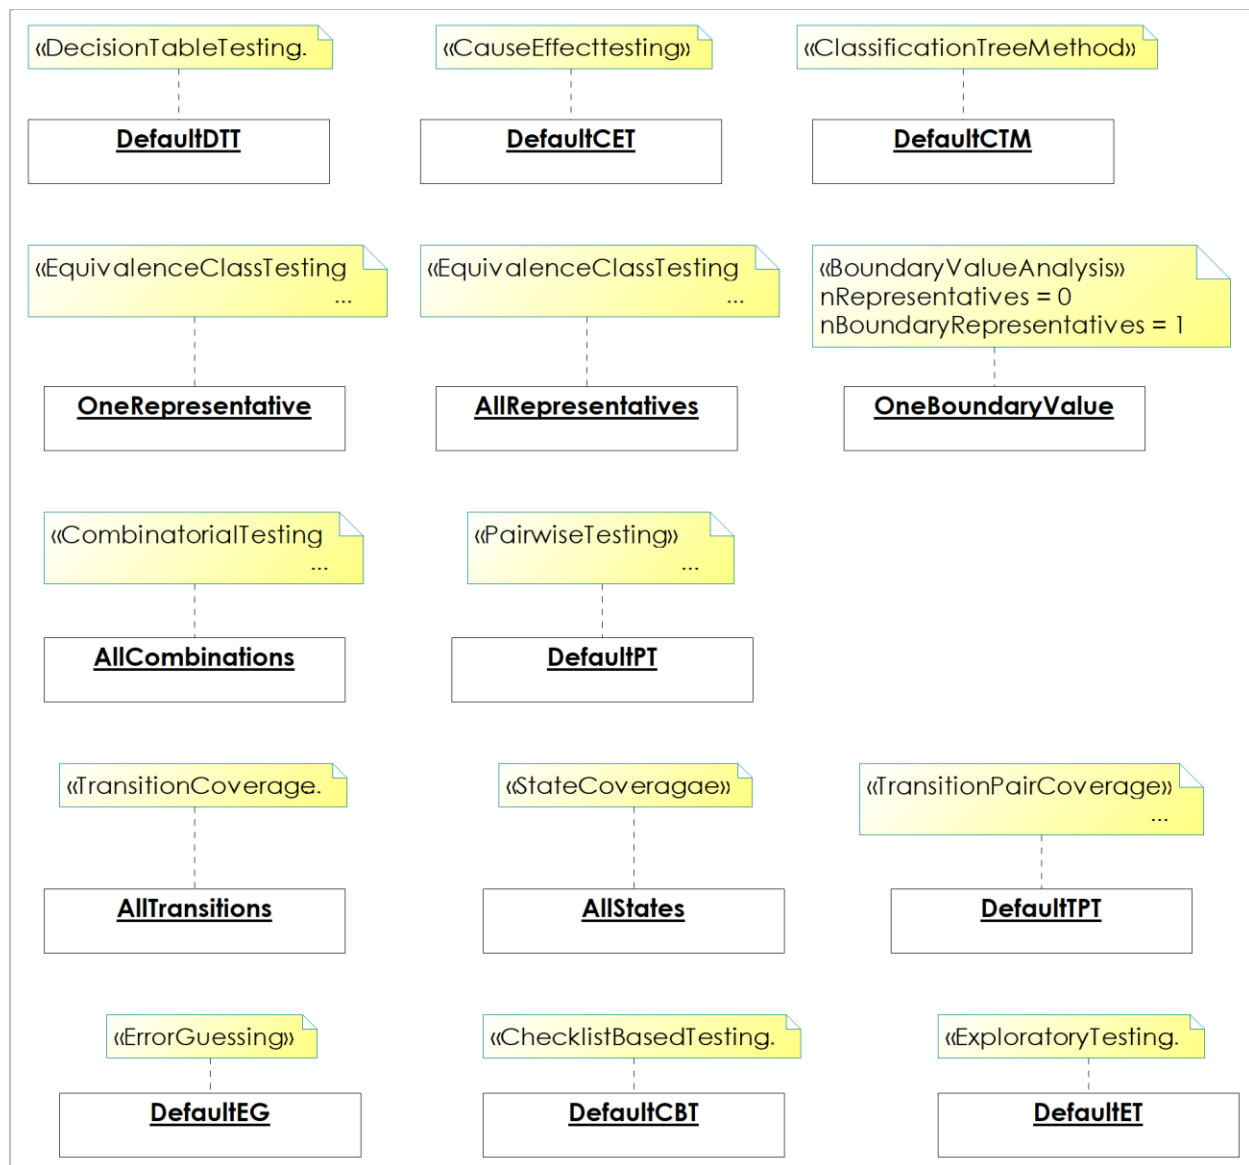 «DecisionTableTesting.
«CauseEffecttesting»
«ClassificationTreeMethod»
DefaultDTT
DefaultCET
DefaultCTM
«EquivalenceClassTesting
...
«EquivalenceClassTesting
...
«BoundaryValueAnalysis»
nRepresentatives = 0
nBoundaryRepresentatives = 1
OneRepresentative
AllRepresentatives
OneBoundaryValue
«CombinatorialTesting
...
«PairwiseTesting»
...
AllCombinations
DefaultPT
«TransitionCoverage.
«StateCoveragae»
«TransitionPairCoverage»
...
AllTransitions
AllStates
DefaultTPT
«ErrorGuessing»
«ChecklistBasedTesting.
«ExploratoryTesting.
DefaultEG
DefaultCBT
DefaultET